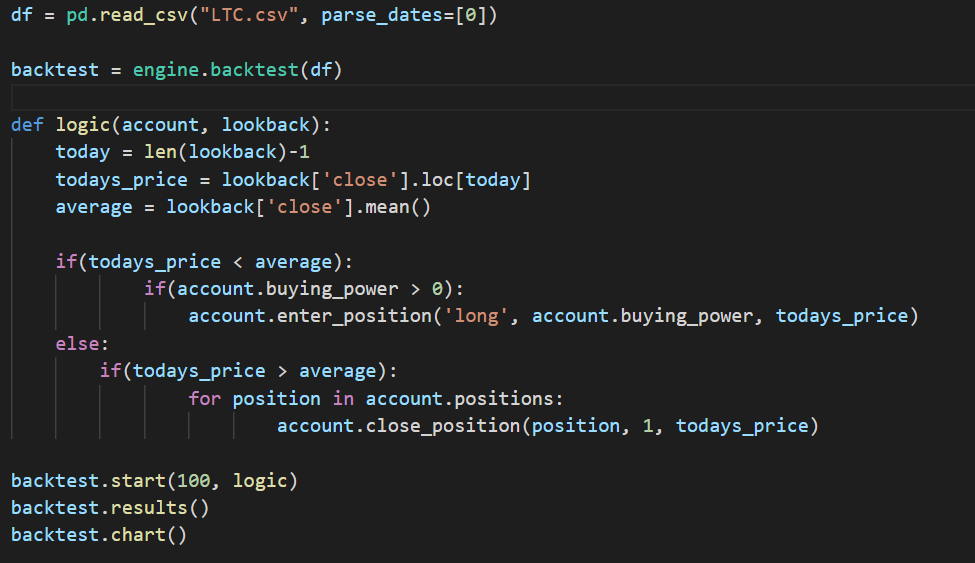 df = pd.read_csv("LTC.csv", parse_dates=[0])
backtest = engine.backtest(df)
def logic(account, lookback):
    today = len(lookback)-1
    todays_price = lookback['close'].loc[today]
    average = lookback['close'].mean()
    if(todays_price < average):
            if(account.buying_power > 0):
                account.enter_position('long', account.buying_power, todays_price)
    else:
        if(todays_price > average):
                for position in account.positions:
                        account.close_position(position, 1, todays_price)
backtest.start(100, logic)
backtest.results()
backtest.chart()